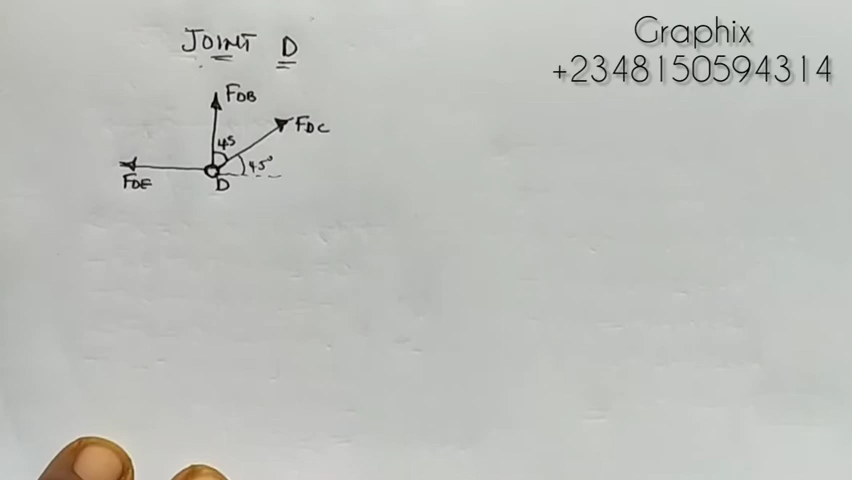 Graphix
+2348150594314
JOINT D
FDB
FDC
45
45°
FDE
D